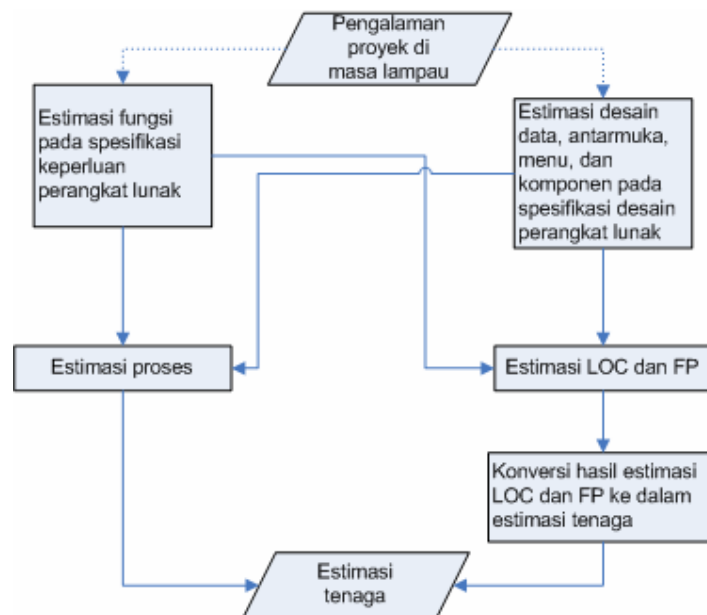 Pengalaman
proyek di
masa lampau
Estimasi fungsi
pada spesifikasi
keperluan
perangkat lunak
Estimasi desain
data, antarmuka,
menu, dan
komponen pada
spesifikasi desain
perangkat lunak
Estimasi proses
Estimasi LOC dan FP
Konversi hasil estimasi
LOC dan FP ke dalam
estimasi tenaga
Estimasi
tenaga